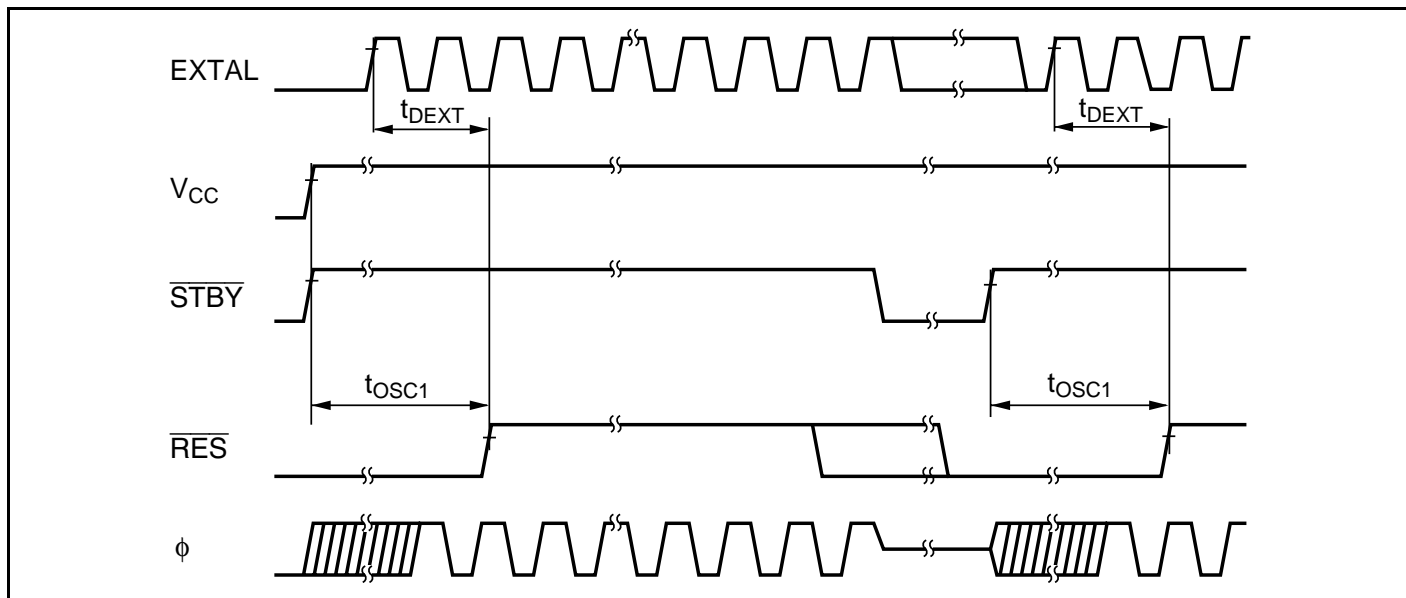 EXTAL
tDEXT
tDEXT
VCC
STBY
tOSC1
tOSC1
RES
ϕ